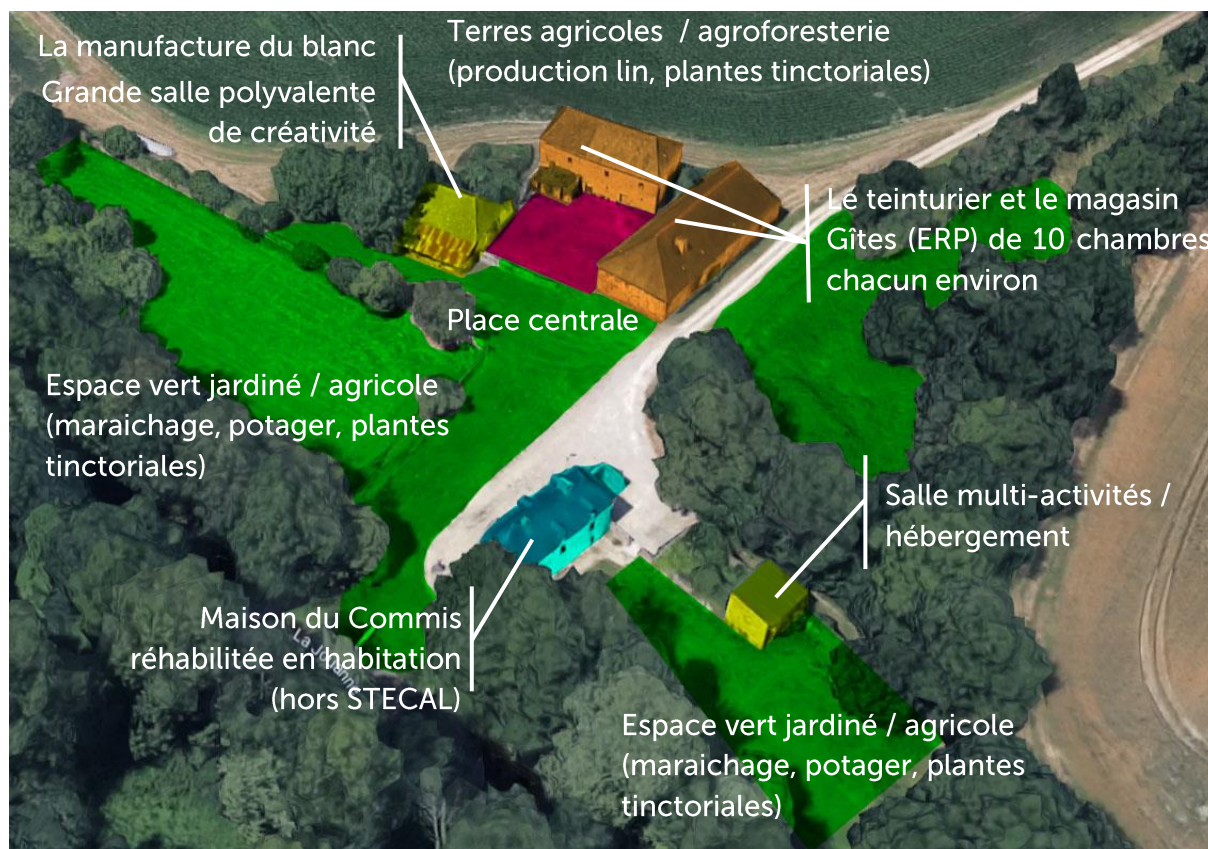 La manufacture du blanc
Grande salle polyvalente
de créativité
Terres agricoles / agroforesterie
(production lin, plantes tinctoriales)
Le teinturier et le magasin
Gîtes (ERP) de 10 chambres
chacun environ
Place centrale
Espace vert jardiné / agricole
(maraichage, potager, plantes
tinctoriales)
Salle multi-activités /
hébergement
Maison du Commis
réhabilitée en habitation
(hors STECAL)
Espace vert jardiné / agricole
(maraichage, potager, plantes
tinctoriales)